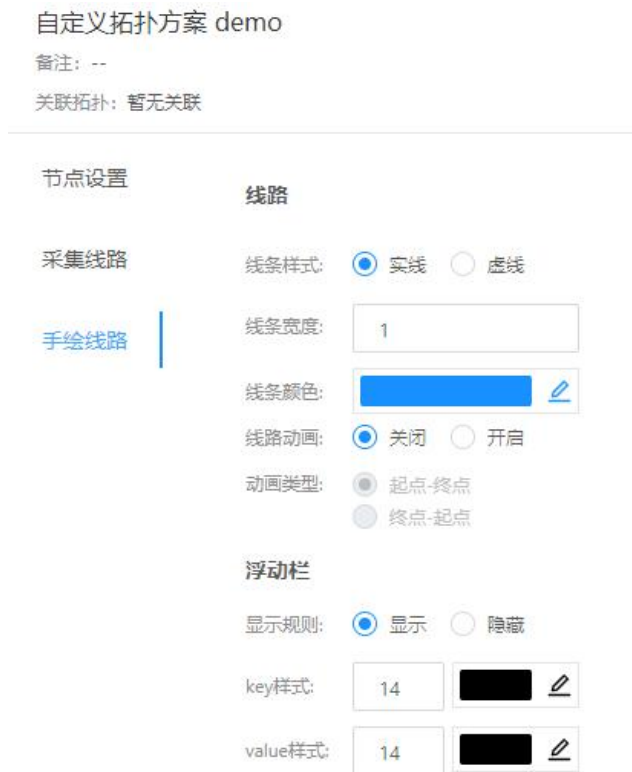 自定义拓扑方案 demo
备注: --
关联拓扑: 暂无关联
节点设置
采集线路
手绘线路
线路
线条样式: 实线 虚线
线条宽度: 1
线条颜色:
线路动画: 关闭 开启
动画类型: 起点-终点
终点-起点
浮动栏
显示规则: 显示 隐藏
key样式: 14
value样式: 14